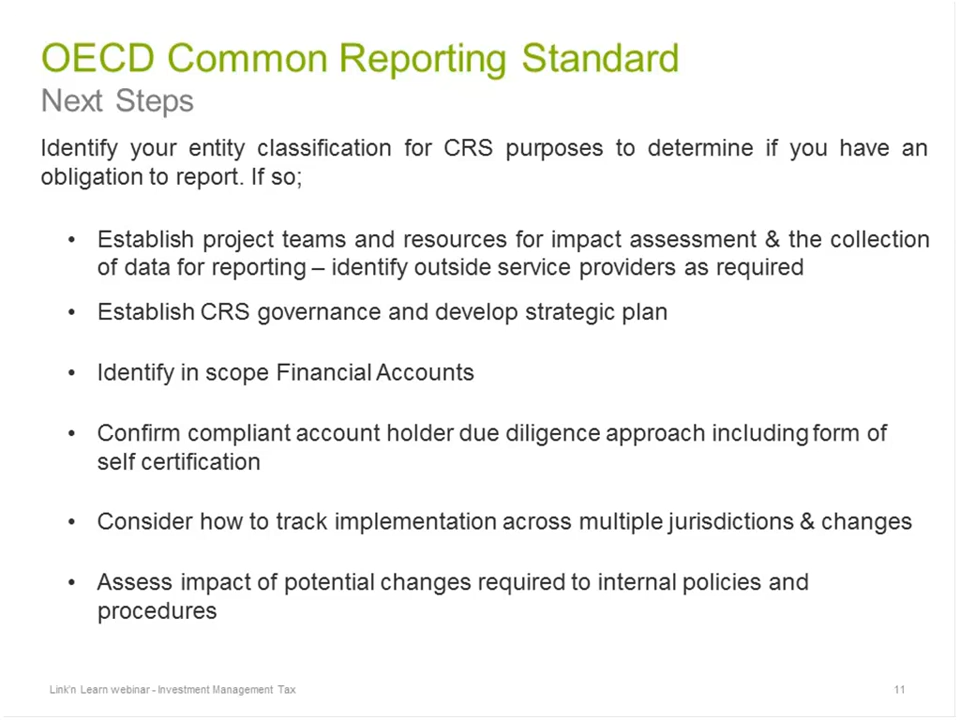 OECD Common Reporting Standard
Next Steps
Identify your entity classification for CRS purposes to determine if you have an
obligation to report. If so;
• Establish project teams and resources for impact assessment & the collection
of data for reporting – identify outside service providers as required
• Establish CRS governance and develop strategic plan
• Identify in scope Financial Accounts
• Confirm compliant account holder due diligence approach including form of
self certification
• Consider how to track implementation across multiple jurisdictions & changes
• Assess impact of potential changes required to internal policies and
procedures
Link'n Learn webinar - Investment Management Tax
11